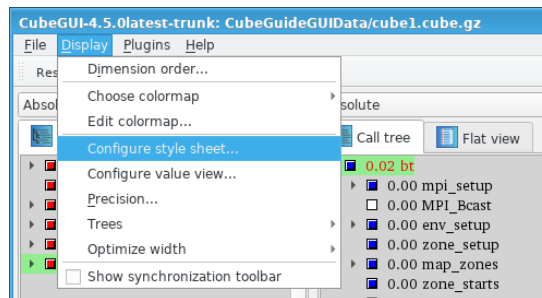 CubeGUI-4.5.0latest-trunk: CubeGuideGUIData/cube1.cube.gz
File Display Plugins Help
Res
Dimension order...
Absol
Choose colormap
solute
Edit colormap...
Call tree Flat view
Configure style sheet...
0.02 bt
Configure value view...
0.00 mpi_setup
Precision...
0.00 MPI_Bcast
Trees
0.00 env_setup
Optimize width
0.00 zone_setup
0.00 map_zones
Show synchronization toolbar
0.00 zone_starts